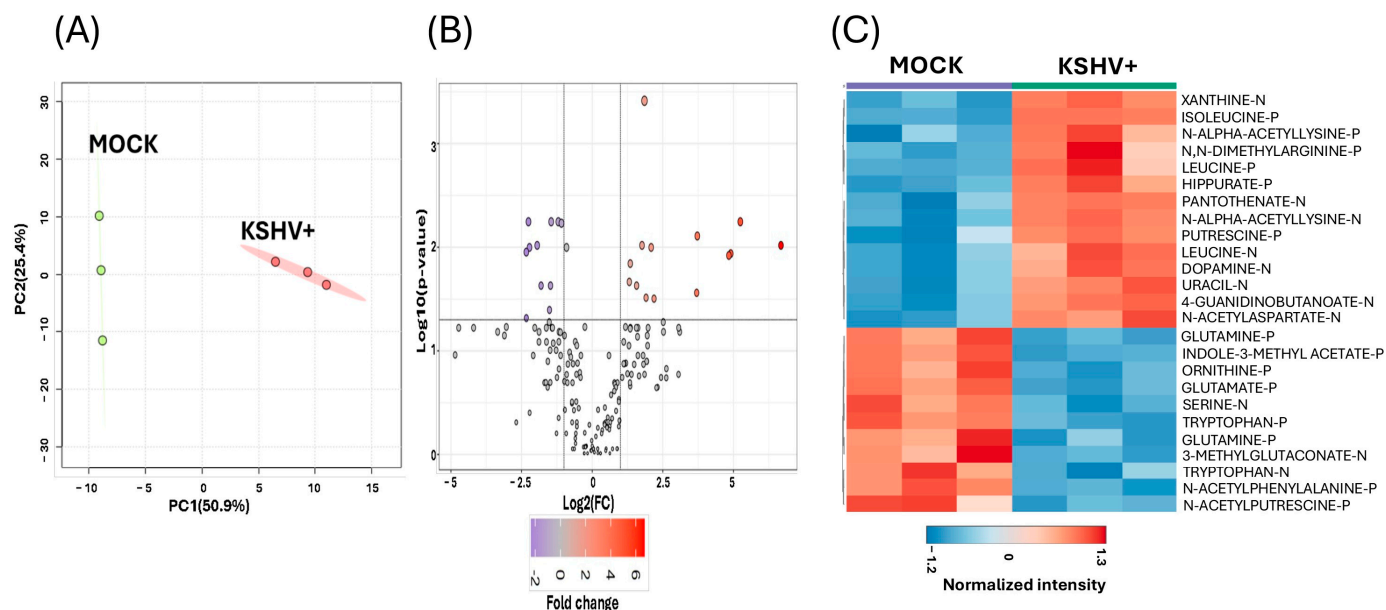 (A)
MOCK
KSHV+
30
20
10
0
-10
-20
-30
PC2(25.4%)
-10
-5
0
5
10
15
PC1(50.9%)
(B)
3
2
1
0
Log10(p-value)
-5
-2.5
0
2.5
5
Log2(FC)
-2
0
2
4
6
Fold change
(C)
MOCK
KSHV+
XANTHINE-N
ISOLEUCINE-P
N-ALPHA-ACETYLLYSINE-P
N,N-DIMETHYLARGININE-P
LEUCINE-P
HIPPURATE-P
PANTOTHENATE-N
N-ALPHA-ACETYLLYSINE-N
PUTRESCINE-P
LEUCINE-N
DOPAMINE-N
URACIL-N
4-GUANIDINOBUTANOATE-N
N-ACETYLASPARTATE-N
GLUTAMINE-P
INDOLE-3-METHYL ACETATE-P
ORNITHINE-P
GLUTAMATE-P
SERINE-N
TRYPTOPHAN-P
GLUTAMINE-P
3-METHYLGLUTACONATE-N
TRYPTOPHAN-N
N-ACETYLPHENYLALANINE-P
N-ACETYLPUTRESCINE-P
-1.2
0
1.3
Normalized intensity